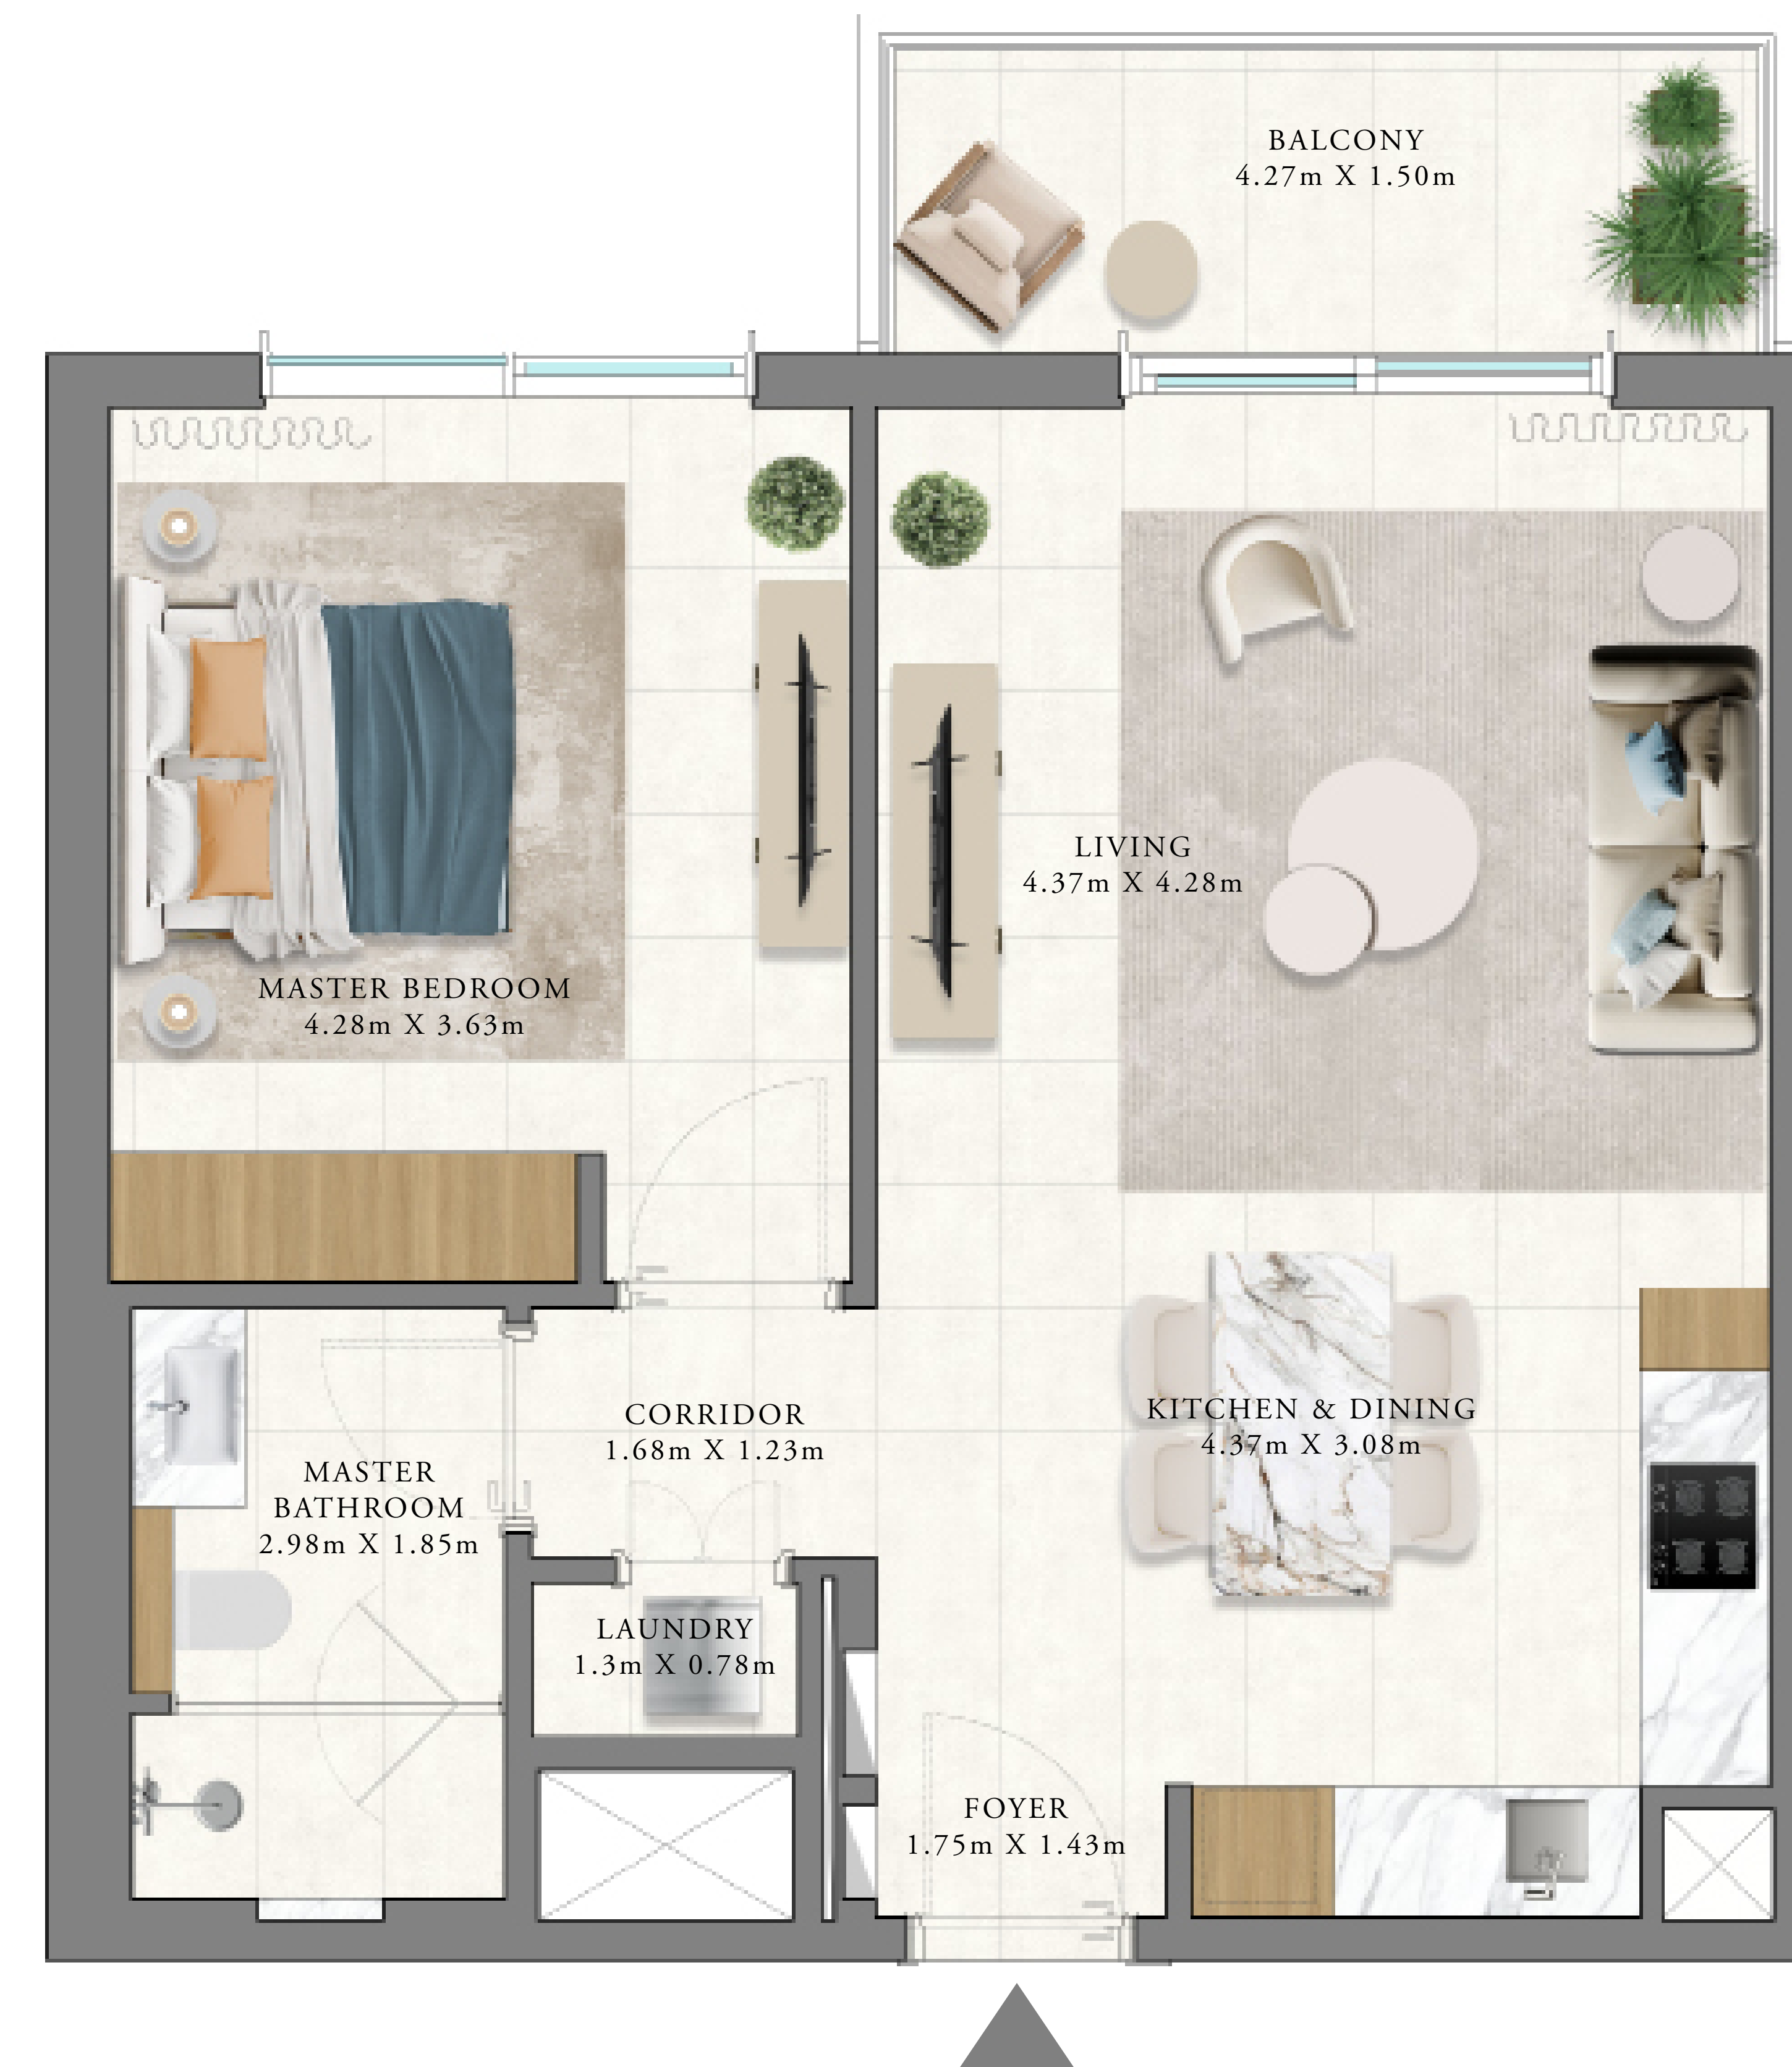 BALCONY
4.27m X 1.50m
LIVING
4.37m X 4.28m
MASTER BEDROOM
4.28m X 3.63m
KITCHEN & DINING
4.37m X 3.08m
CORRIDOR
1.68m X 1.23m
MASTER
BATHROOM
2.98m X 1.85m
LAUNDRY
1.3m X 0.78m
FOYER
1.75m X 1.43m